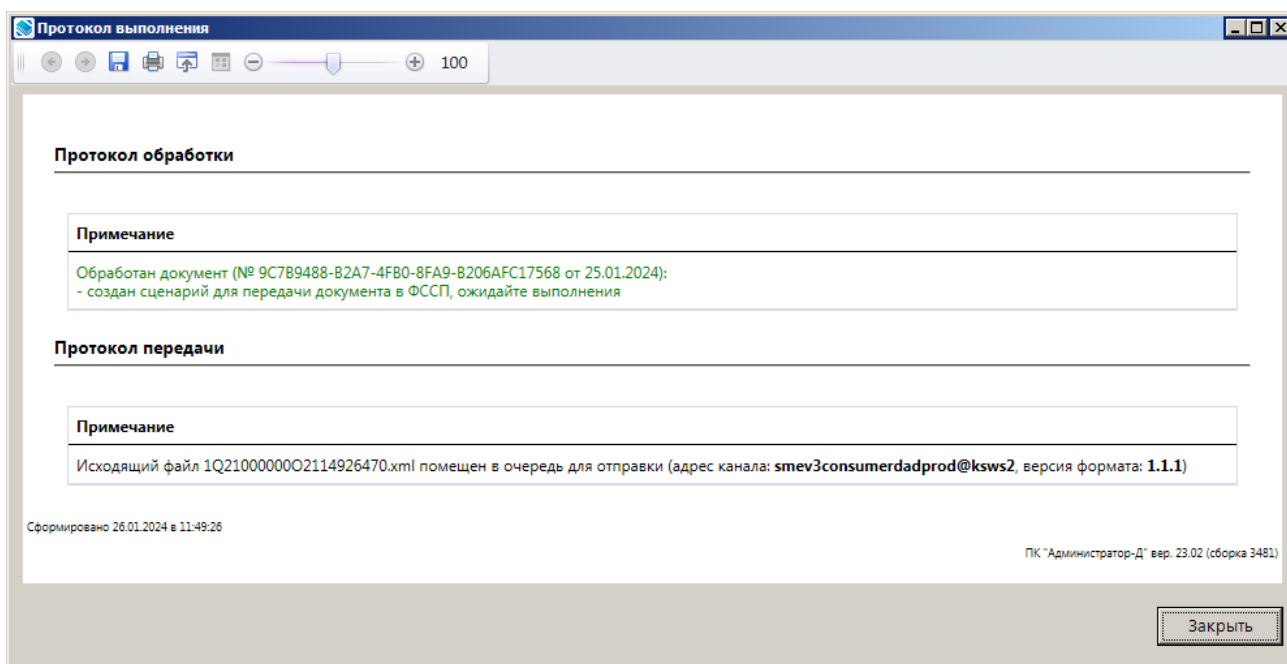 Протокол выполнения
100
Протокол обработки
Примечание
Обработан документ (№ 9C7B9488-B2A7-4FB0-8FA9-B206AFC17568 от 25.01.2024):
- создан сценарий для передачи документа в ФССП, ожидайте выполнения
Протокол передачи
Примечание
Исходящий файл 1Q21000000O2114926470.xml помещен в очередь для отправки (адрес канала: smev3consumerdadprod@ksws2, версия формата: 1.1.1)
Сформировано 26.01.2024 в 11:49:26
ПК "Администратор-Д" вер. 23.02 (сборка 3481)
Закрыть